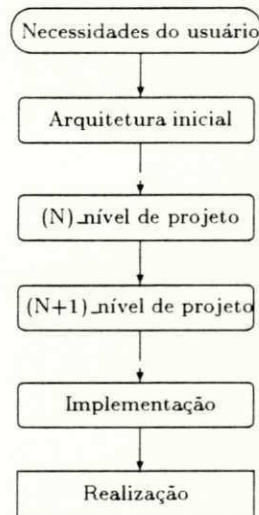 Necessidades do usuário
Arquitetura inicial
(N)_nível de projeto
(N+1)_nível de projeto
Implementação
Realização